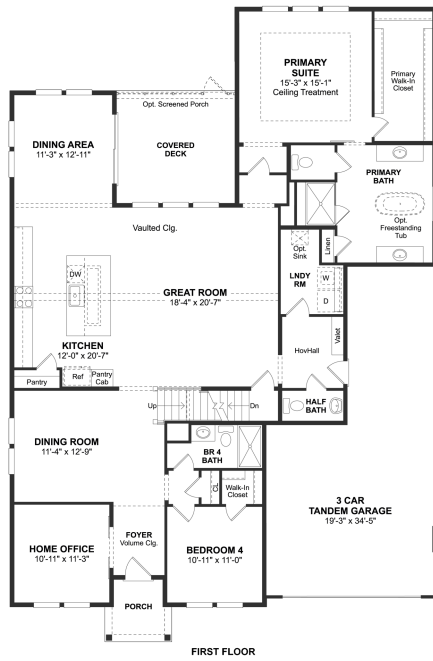 PRIMARY
SUITE
15'-3" x 15'-1"
Ceiling Treatment
Primary
Walk-In
Closet
Opt. Screened Porch
DINING AREA
11'-3" x 12'-11"
COVERED
DECK
PRIMARY
BATH
Opt.
Freestanding
Tub
Vaulted Clg.
Opt.
Sink
Linen
LNDY
RM
W
D
DW
GREAT ROOM
18'-4" x 20'-7"
KITCHEN
12'-0" x 20'-7"
HovHall
Valet
Pantry
Ref
Pantry
Cab
Up
Dn
HALF
BATH
DINING ROOM
11'-4" x 12'-9"
BR 4
BATH
CL
Walk-In
Closet
3 CAR
TANDEM GARAGE
19'-3" x 34'-5"
HOME OFFICE
10'-11" x 11'-3"
FOYER
Volume Clg.
BEDROOM 4
10'-11" x 11'-0"
PORCH
FIRST FLOOR